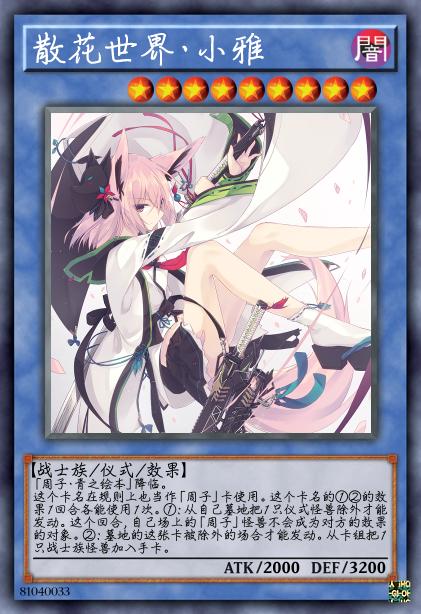 散花世界·小雅
闇
【战士族/仪式/效果】
「周子·青之绘本」降临。
这个卡名在规则上也当作「周子」卡使用。这个卡名的①②的效
果1回合各能使用1次。①:从自己墓地把1只仪式怪兽除外才能
发动。这个回合,自己场上的「周子」怪兽不会成为对方的效果
的对象。②:墓地的这张卡被除外的场合才能发动。从卡组把1
只战士族怪兽加入手卡。
ATK/2000 DEF/3200
81040033